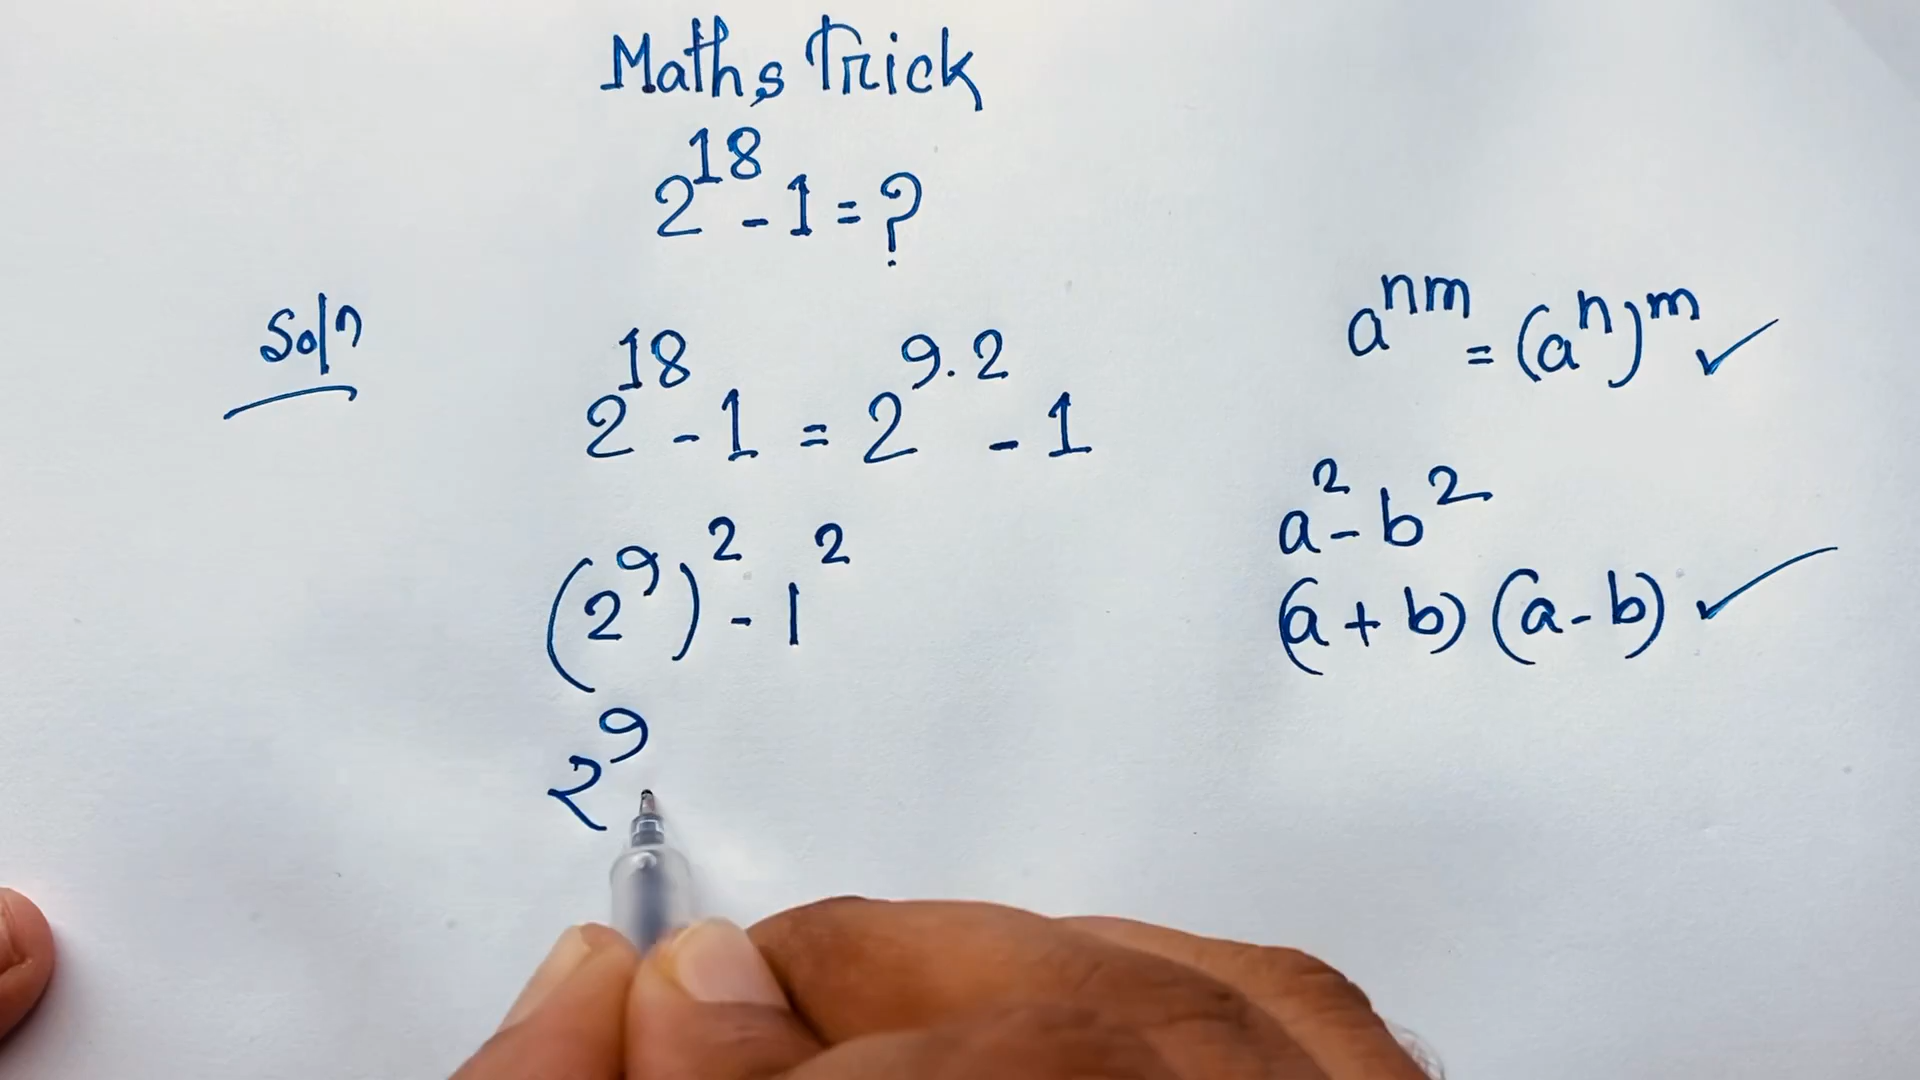 Maths Trick
2^18 - 1 = ?
Soln
2^18 - 1 = 2^9.2 - 1
(2^9)^2 - 1^2
2^9
a^nm = (a^n)^m ✓
a^2 - b^2
(a + b) (a - b) ✓